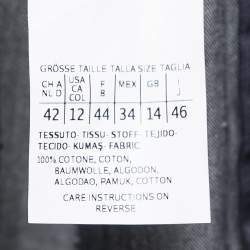 GRÖSSE TAILLE TALLA SIZE TAGLIA
CH A USA F MEX GB I
NL D CA CO B J
42 12 44 34 14 46
TESSUTO-TISSU-STOFF-TEJIDO-
TECIDO-KUMAŞ-FABRIC
100% COTONE, COTON,
BAUMWOLLE, ALGODON,
ALGODAO, PAMUK, COTTON
CARE INSTRUCTIONS ON
REVERSE